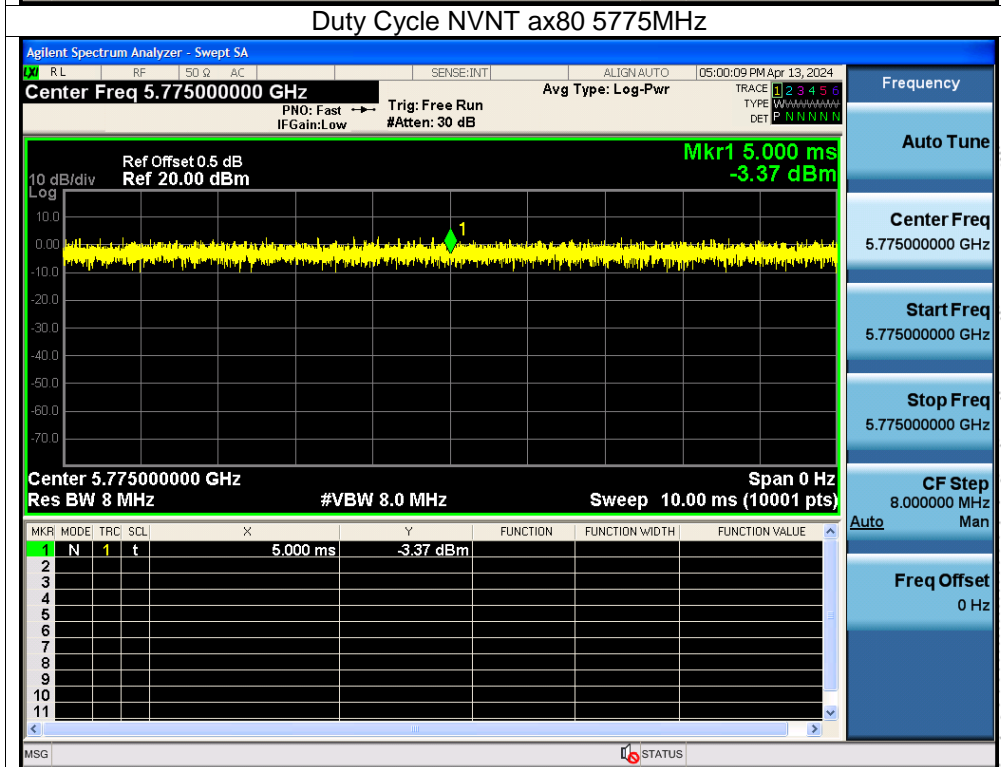 Duty Cycle NVNT ax80 5775MHz
Agilent Spectrum Analyzer - Swept SA
LXI RL RF 50 Ω AC SENSE:INT ALIGN AUTO 05:00:09 PM Apr 13, 2024
Center Freq 5.775000000 GHz
PNO: Fast
IFGain:Low
Trig: Free Run
#Atten: 30 dB
Avg Type: Log-Pwr
TRACE 1 2 3 4 5 6
TYPE WWWWWW
DET P N N N N N
Frequency
Auto Tune
Mkr1 5.000 ms
-3.37 dBm
Ref Offset 0.5 dB
10 dB/div Ref 20.00 dBm
Log
10.0
0.00
-10.0
-20.0
-30.0
-40.0
-50.0
-60.0
-70.0
1
Center Freq
5.775000000 GHz
Start Freq
5.775000000 GHz
Stop Freq
5.775000000 GHz
CF Step
8.000000 MHz
Auto Man
Freq Offset
0 Hz
Center 5.775000000 GHz Span 0 Hz
Res BW 8 MHz #VBW 8.0 MHz Sweep 10.00 ms (10001 pts)
MKR MODE TRC SCL X Y FUNCTION FUNCTION WIDTH FUNCTION VALUE
1 N 1 t 5.000 ms -3.37 dBm
2
3
4
5
6
7
8
9
10
11
MSG STATUS